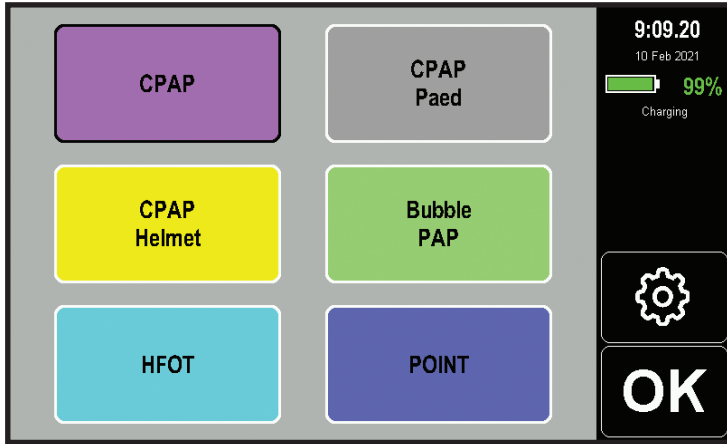 CPAP
CPAP
Paed
CPAP
Helmet
Bubble
PAP
HFOT
POINT
9:09.20
10 Feb 2021
99%
Charging
OK